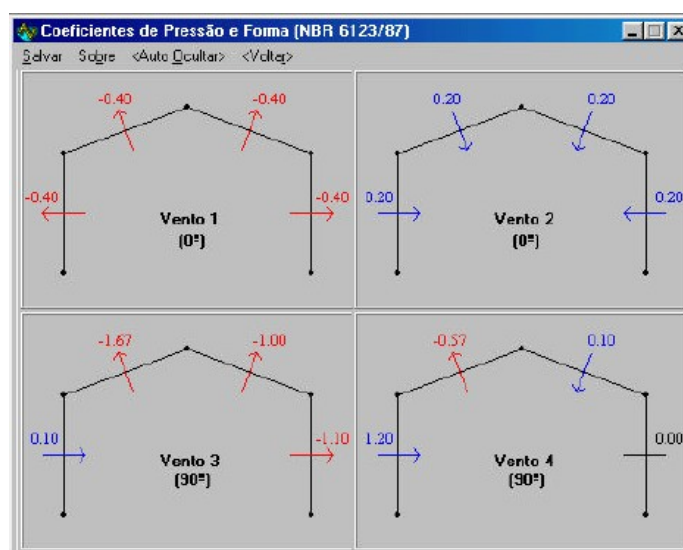 Coeficientes de Pressão e Forma (NBR 6123/87)
Salvar Sobre <Auto Ocultar> <Voltar>
-0.40 -0.40 0.20 0.20
-0.40 -0.40 0.20 0.20
Vento 1 Vento 2
(0º) (0º)
-1.67 -1.00 -0.57 0.10
0.10 -1.10 1.20 0.00
Vento 3 Vento 4
(90º) (90º)